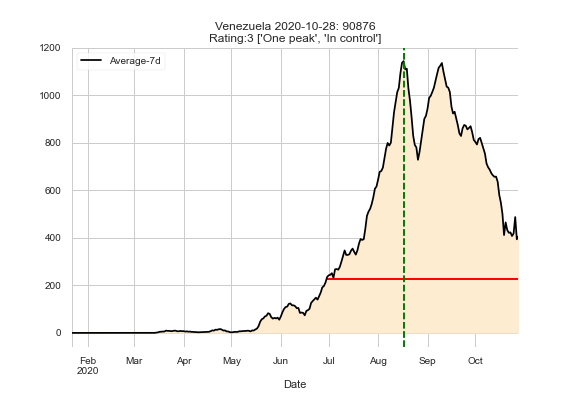 Venezuela 2020-10-28: 90876
Rating:3 ['One peak', 'In control']
Average-7d
1200
1000
800
600
400
200
0
Feb Mar Apr May Jun Jul Aug Sep Oct
2020
Date